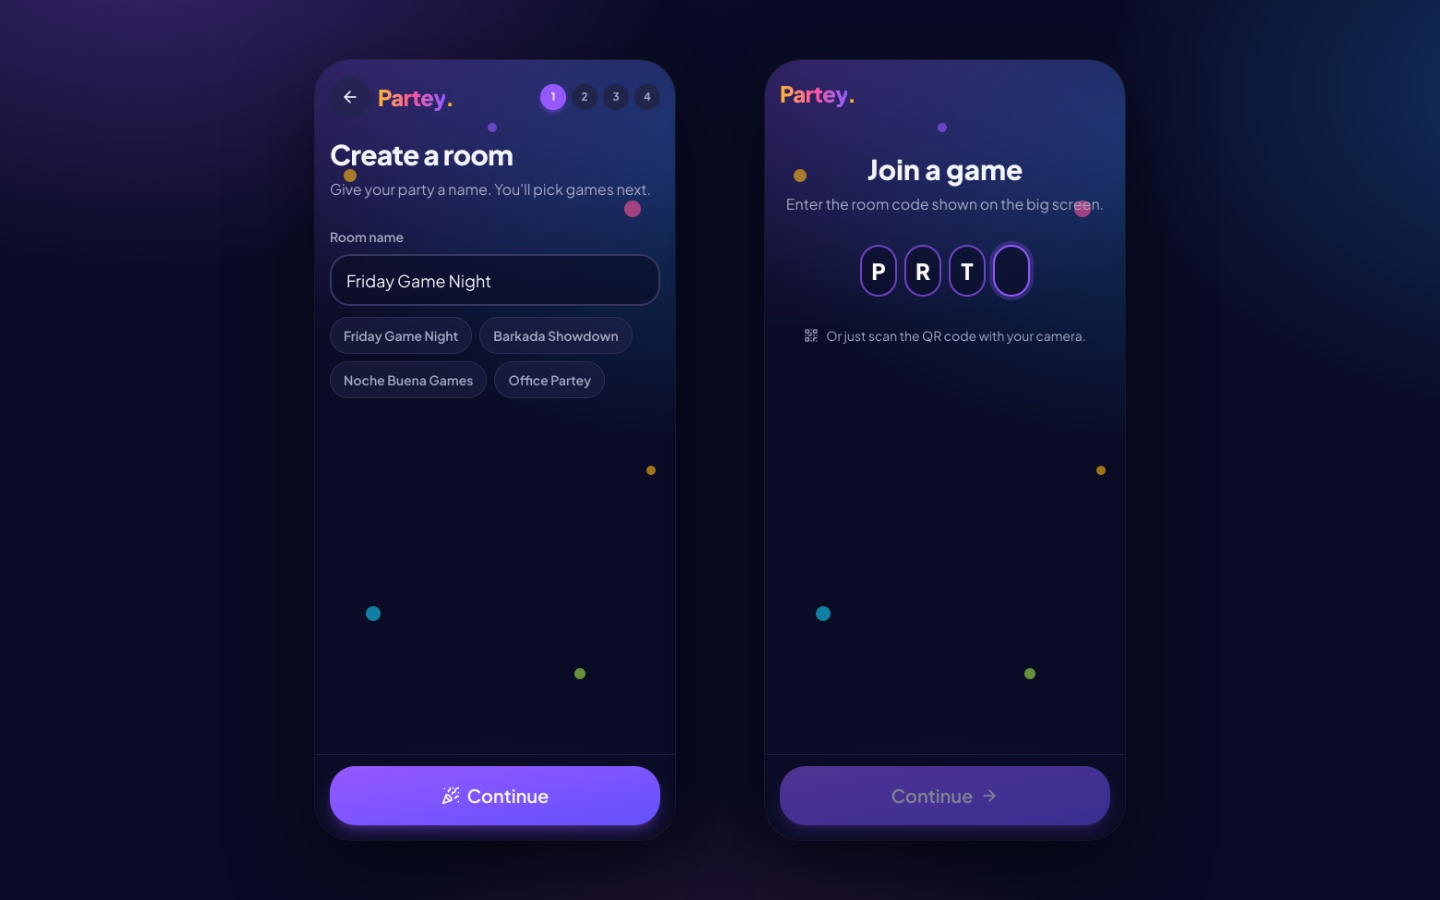 Partey.
1 2 3 4
Create a room
Give your party a name. You'll pick games next.
Room name
Friday Game Night
Friday Game Night
Barkada Showdown
Noche Buena Games
Office Partey
Continue
Partey.
Join a game
Enter the room code shown on the big screen.
P R T
Or just scan the QR code with your camera.
Continue